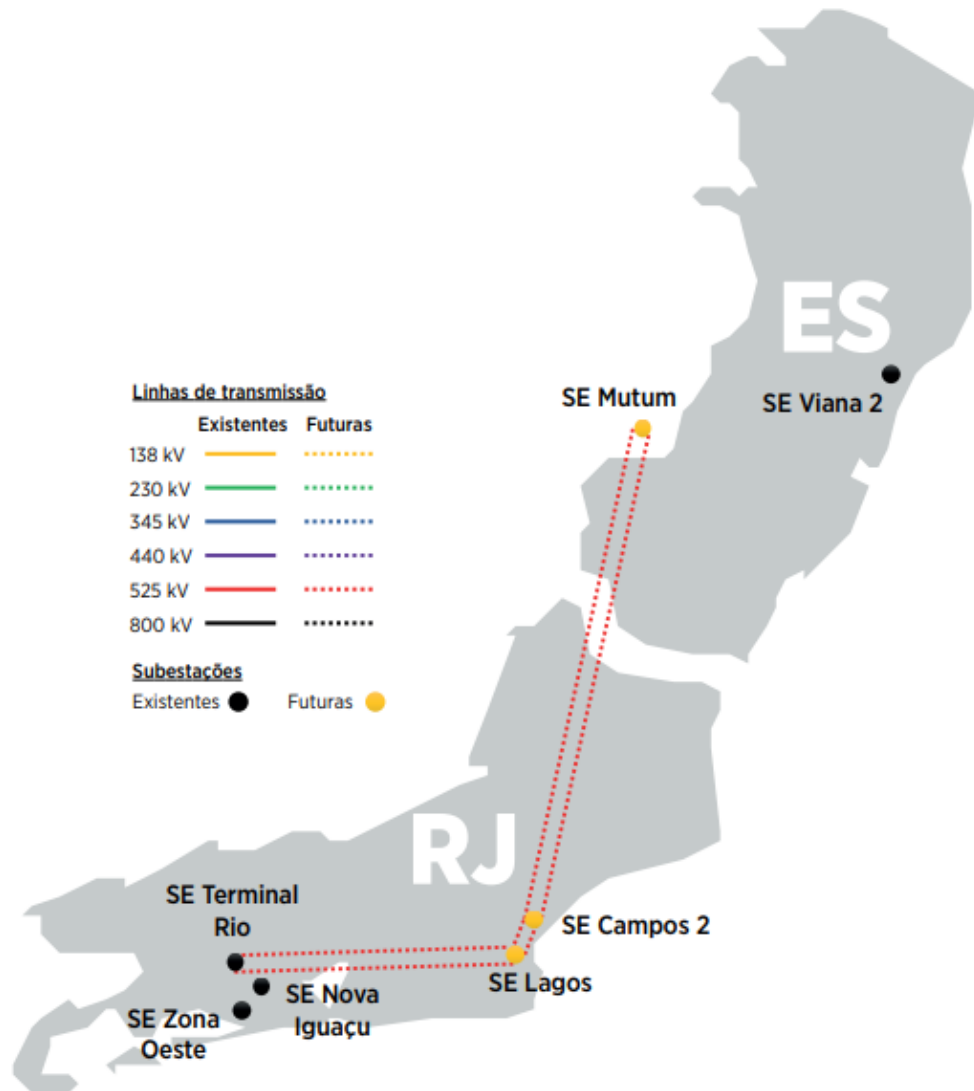 ES
SE Viana 2
SE Mutum
Linhas de transmissão
Existentes Futuras
138 kV
230 kV
345 kV
440 kV
525 kV
800 kV
Subestações
Existentes Futuras
RJ
SE Terminal
Rio
SE Campos 2
SE Lagos
SE Nova
Iguaçu
SE Zona
Oeste